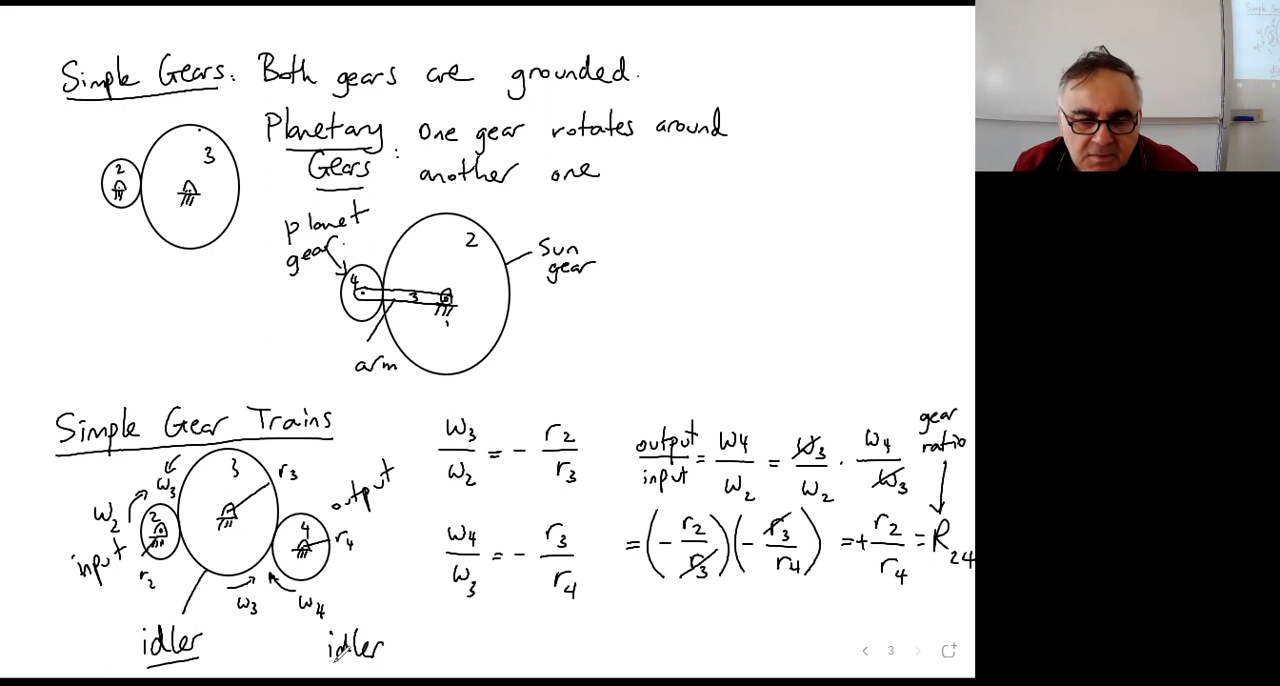 Simple Gears: Both gears are grounded.
Planetary Gears: One gear rotates around
another one
2
3
planet
gear
2
Sun
gear
4
3
1
arm
Simple Gear Trains
ω3
ω2
input
2
r2
3
r3
output
4
r4
ω3
ω4
idler
idler
ω3/ω2 = - r2/r3
ω4/ω3 = - r3/r4
output/input = ω4/ω2 = ω3/ω2 · ω4/ω3
= (- r2/r3)(- r3/r4) = + r2/r4 = R24
gear
ratio
3